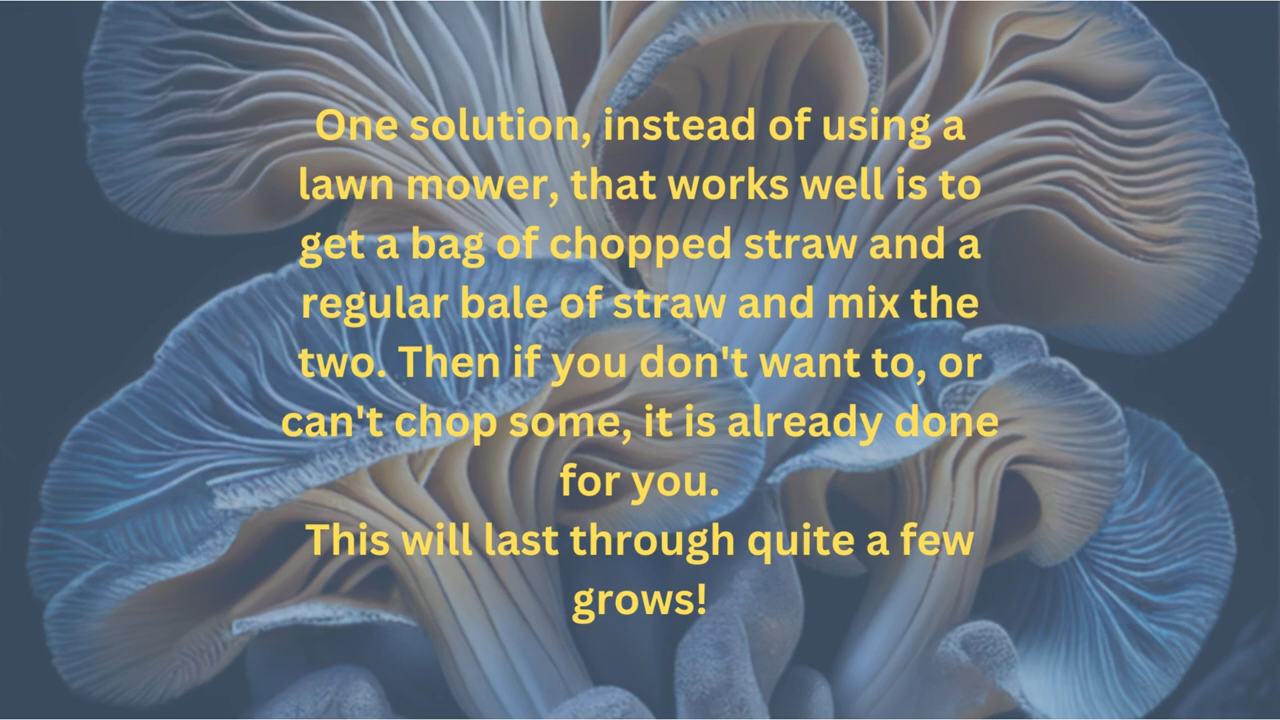 One solution, instead of using a
lawn mower, that works well is to
get a bag of chopped straw and a
regular bale of straw and mix the
two. Then if you don't want to, or
can't chop some, it is already done
for you.
This will last through quite a few
grows!